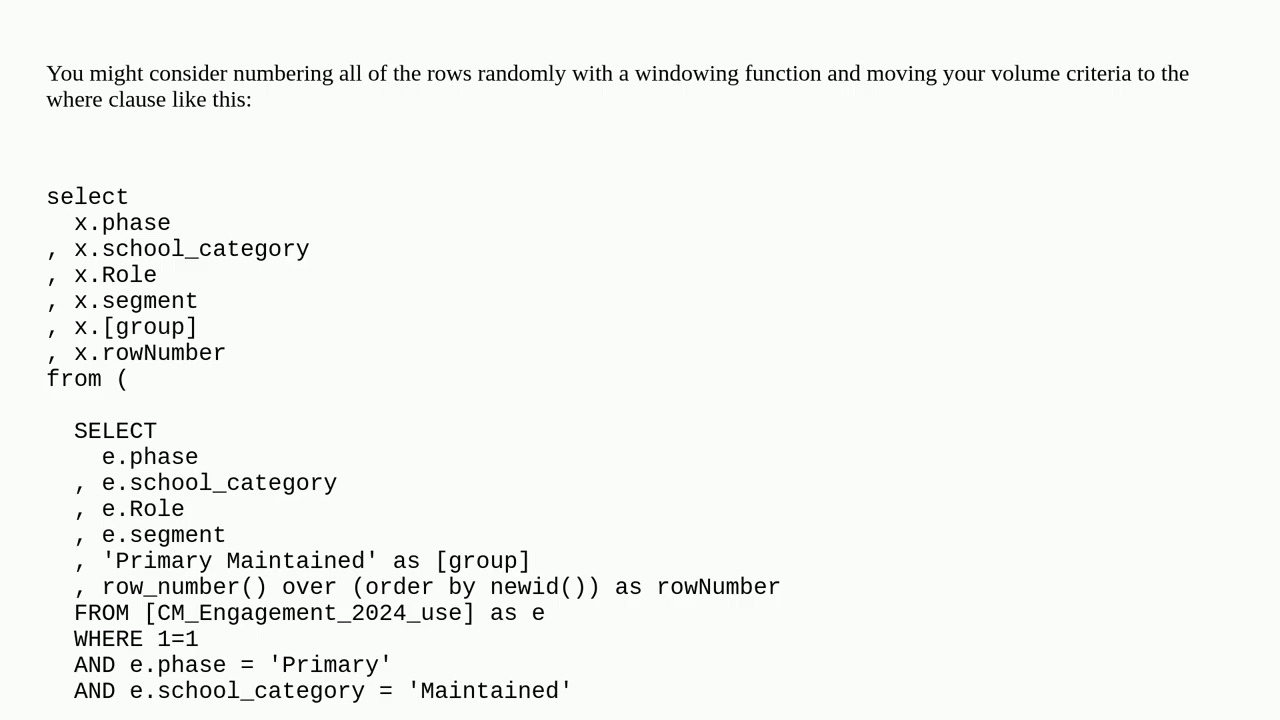 You might consider numbering all of the rows randomly with a windowing function and moving your volume criteria to the
where clause like this:
select
  x.phase
, x.school_category
, x.Role
, x.segment
, x.[group]
, x.rowNumber
from (
  SELECT
    e.phase
  , e.school_category
  , e.Role
  , e.segment
  , 'Primary Maintained' as [group]
  , row_number() over (order by newid()) as rowNumber
  FROM [CM_Engagement_2024_use] as e
  WHERE 1=1
  AND e.phase = 'Primary'
  AND e.school_category = 'Maintained'